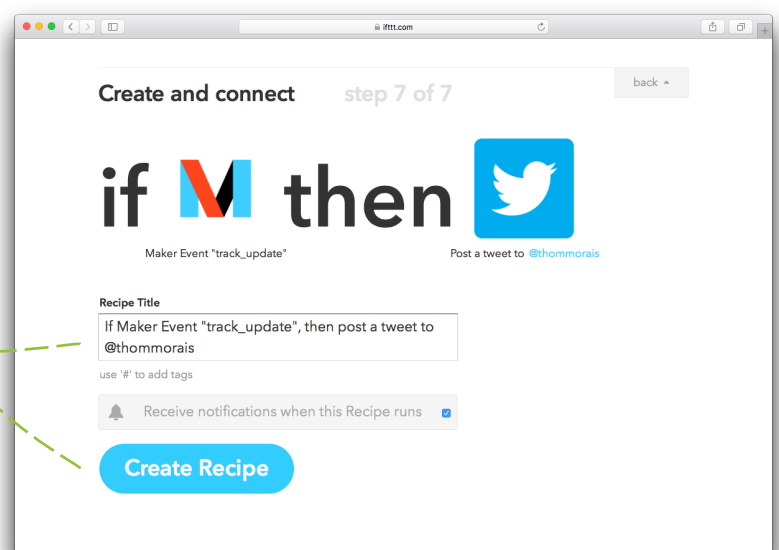 ifttt.com
back
Create and connect step 7 of 7
if M then
Maker Event "track_update" Post a tweet to @thommorais
Recipe Title
If Maker Event "track_update", then post a tweet to
@thommorais
use '#' to add tags
Receive notifications when this Recipe runs
Create Recipe